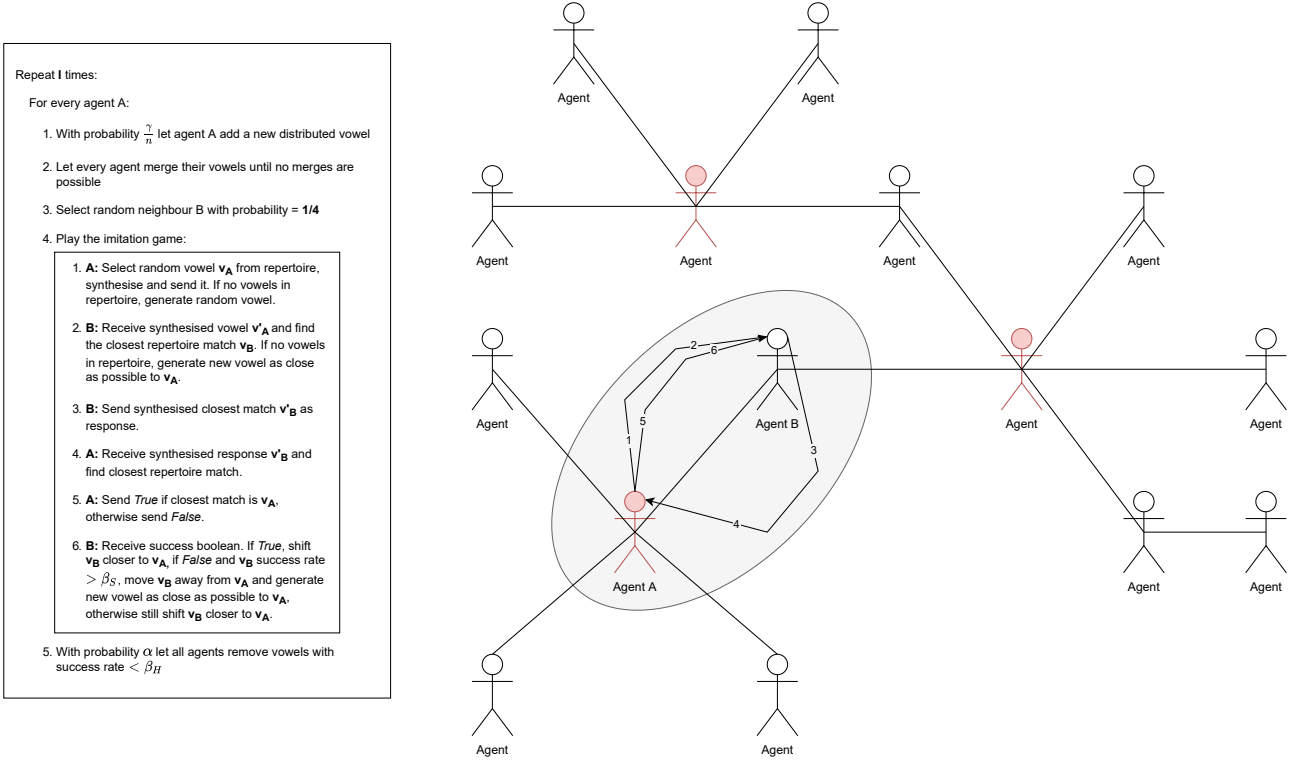 Repeat I times:
For every agent A:
1. With probability γ/n let agent A add a new distributed vowel
2. Let every agent merge their vowels until no merges are
possible
3. Select random neighbour B with probability = 1/4
4. Play the imitation game:
1. A: Select random vowel vA from repertoire,
synthesise and send it. If no vowels in
repertoire, generate random vowel.
2. B: Receive synthesised vowel v'A and find
the closest repertoire match vB. If no vowels
in repertoire, generate new vowel as close
as possible to vA.
3. B: Send synthesised closest match v'B as
response.
4. A: Receive synthesised response v'B and
find closest repertoire match.
5. A: Send True if closest match is vA,
otherwise send False.
6. B: Receive success boolean. If True, shift
vB closer to vA, if False and vB success rate
> βS, move vB away from vA and generate
new vowel as close as possible to vA,
otherwise still shift vB closer to vA.
5. With probability α let all agents remove vowels with
success rate < βH
Agent
Agent
Agent
Agent
Agent
Agent
2
6
Agent
Agent B
Agent
Agent
1
5
3
4
Agent A
Agent
Agent
Agent
Agent